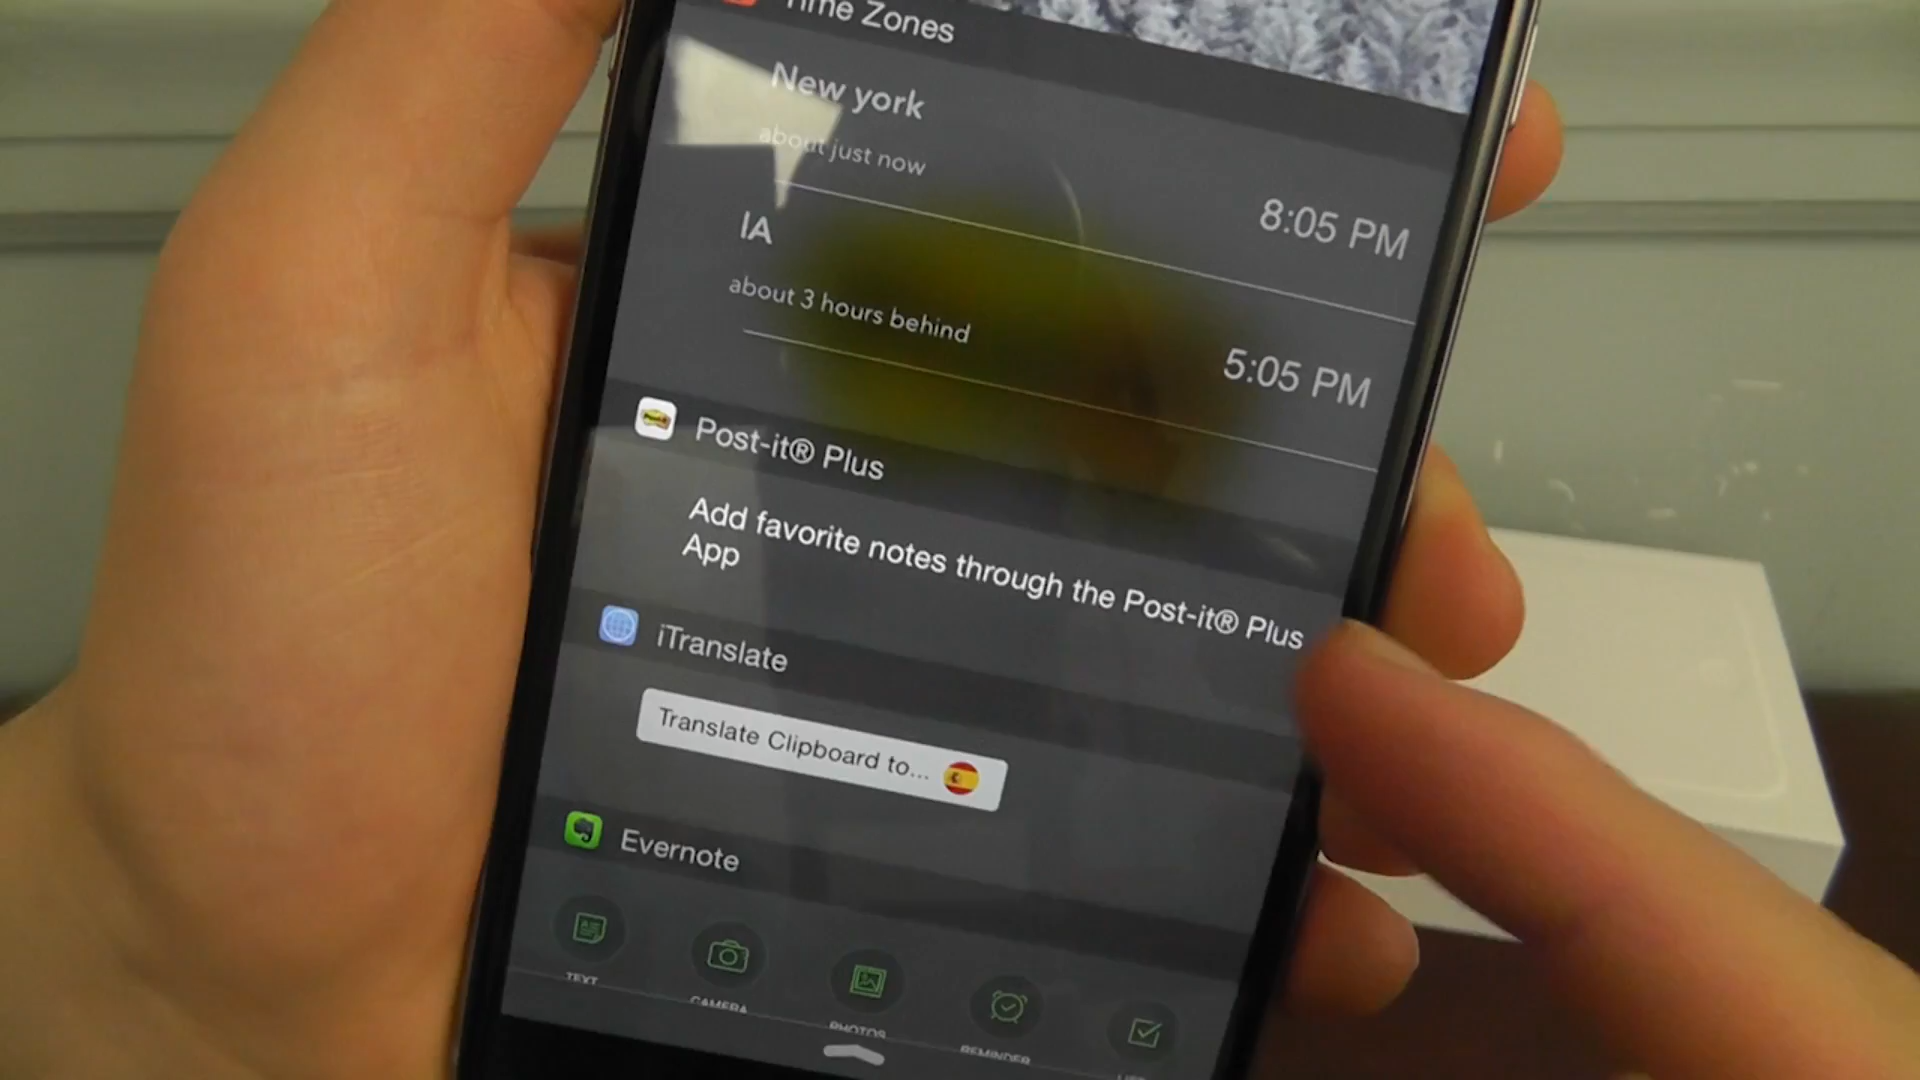 Time Zones
New york
about just now
8:05 PM
IA
about 3 hours behind
5:05 PM
Post-it® Plus
Add favorite notes through the Post-it® Plus
App
iTranslate
Translate Clipboard to...
Evernote
TEXT
CAMERA
PHOTOS
REMINDER